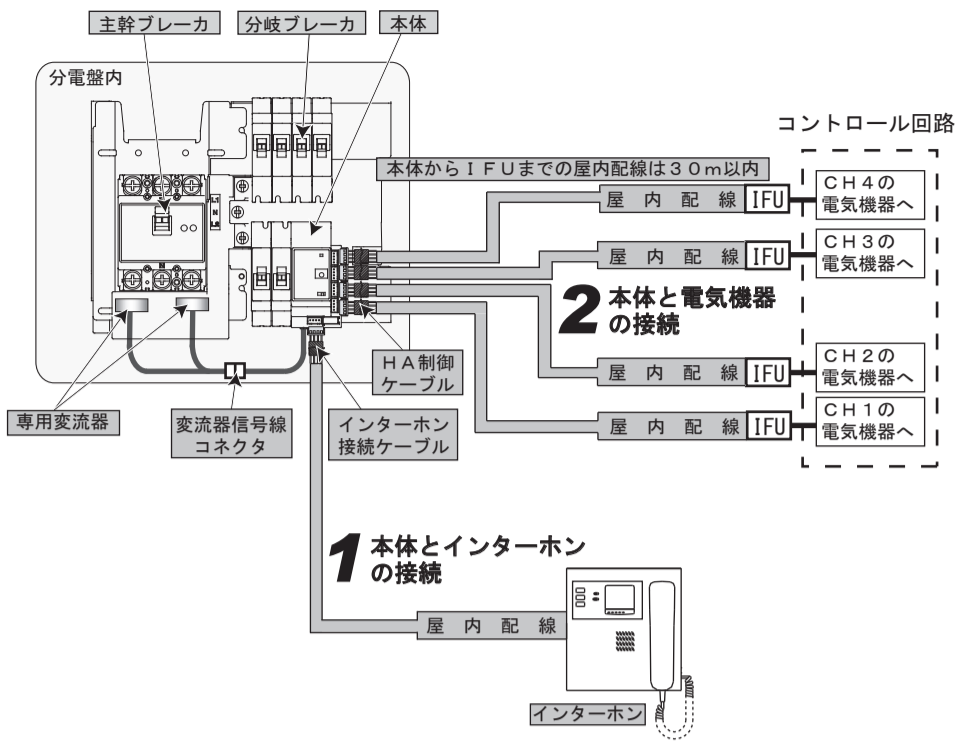 主幹ブレーカ
分岐ブレーカ
本体
分電盤内
コントロール回路
本体からＩＦＵまでの屋内配線は３０ｍ以内
屋内配線
IFU
ＣＨ４の
電気機器へ
L1
N
L2
屋内配線
IFU
ＣＨ３の
電気機器へ
N
2 本体と電気機器
の接続
ＨＡ制御
ケーブル
屋内配線
IFU
ＣＨ２の
電気機器へ
専用変流器
変流器信号線
コネクタ
インターホン
接続ケーブル
屋内配線
IFU
ＣＨ１の
電気機器へ
1 本体とインターホン
の接続
屋内配線
インターホン